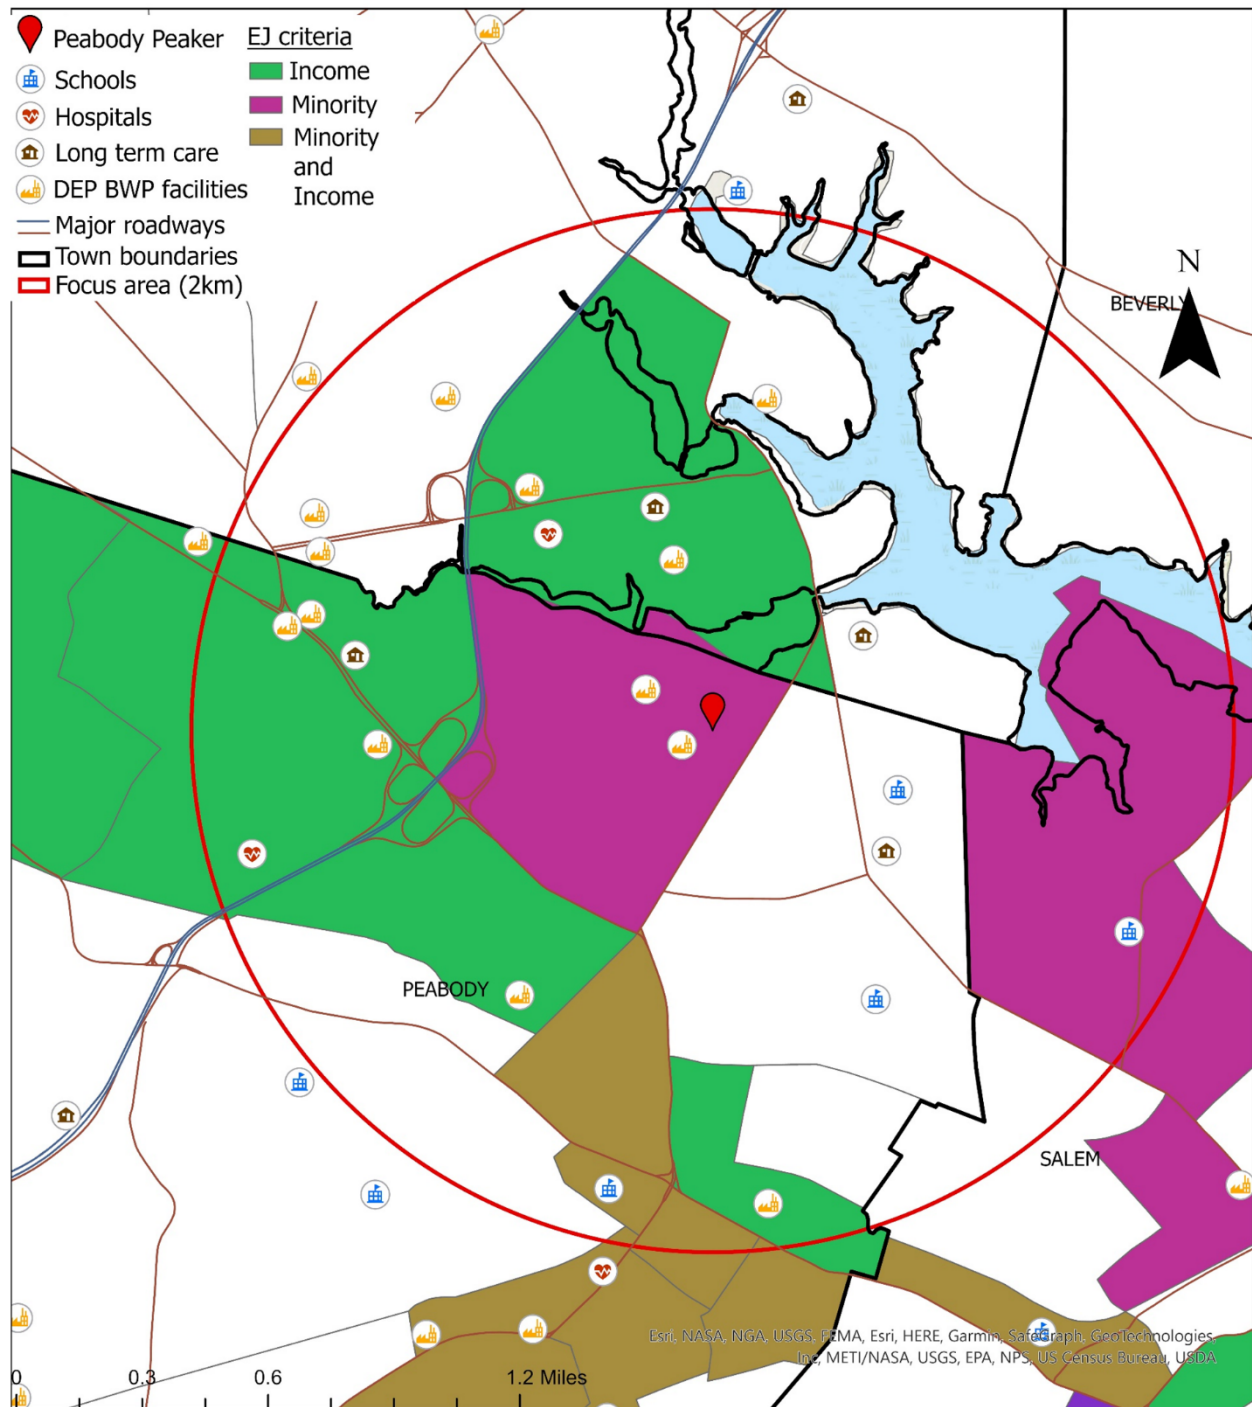 Peabody Peaker
Schools
Hospitals
Long term care
DEP BWP facilities
Major roadways
Town boundaries
Focus area (2km)
EJ criteria
Income
Minority
Minority
and
Income
N
BEVERLY
PEABODY
SALEM
Esri, NASA, NGA, USGS, FEMA, Esri, HERE, Garmin, SafeGraph, GeoTechnologies,
Inc, METI/NASA, USGS, EPA, NPS, US Census Bureau, USDA
0 0.3 0.6 1.2 Miles